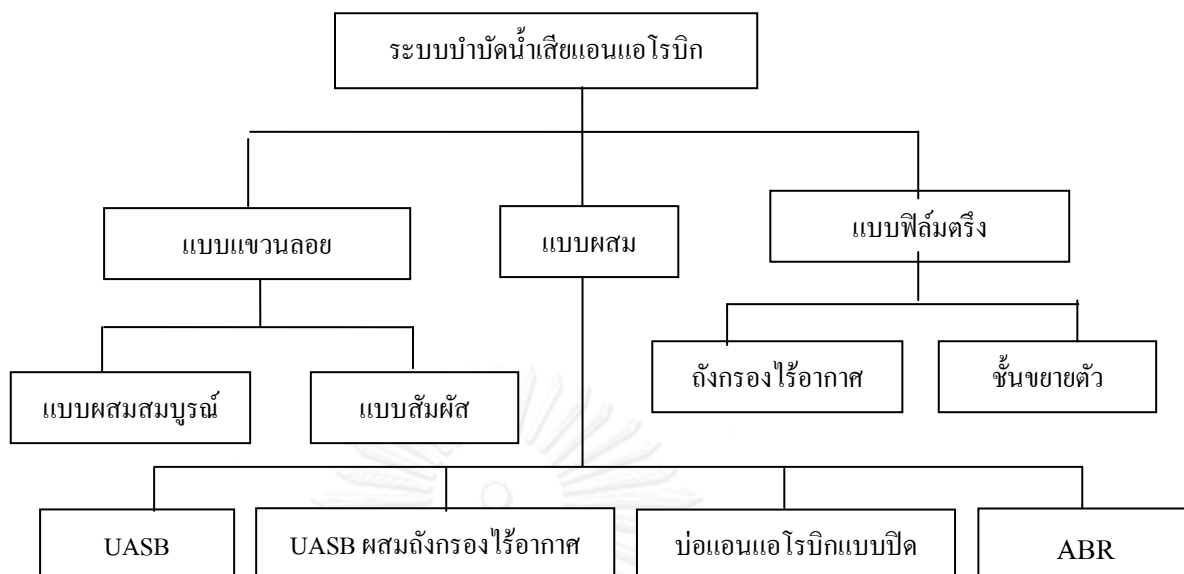 ระบบบำบัดน้ำเสียแอนแอโรบิก
แบบแขวนลอย
แบบผสม
แบบฟิล์มตรึง
แบบผสมสมบูรณ์
แบบสัมผัส
ถังกรองไร้อากาศ
ชั้นขยายตัว
UASB
UASB ผสมถังกรองไร้อากาศ
บ่อแอนแอโรบิกแบบปิด
ABR